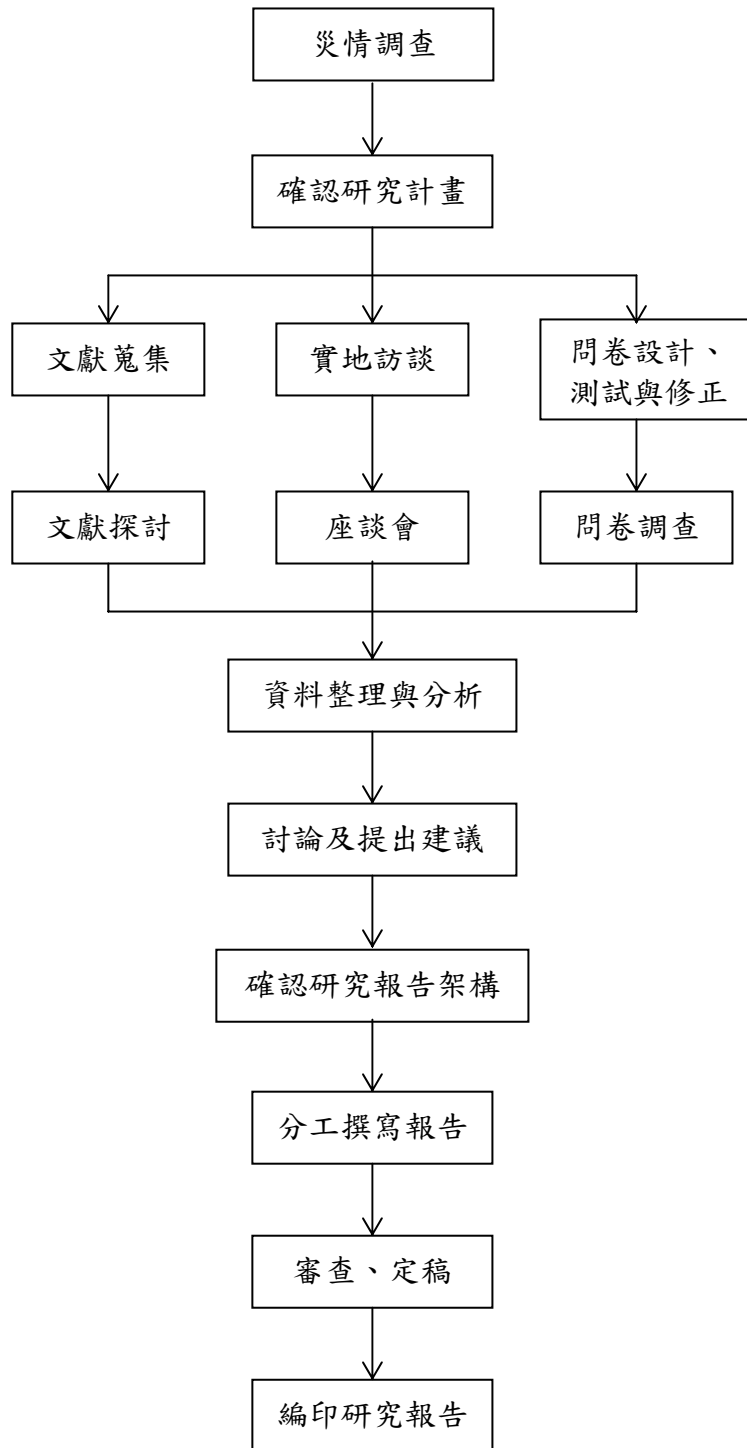 災情調查
確認研究計畫
文獻蒐集
實地訪談
問卷設計、
測試與修正
文獻探討
座談會
問卷調查
資料整理與分析
討論及提出建議
確認研究報告架構
分工撰寫報告
審查、定稿
編印研究報告